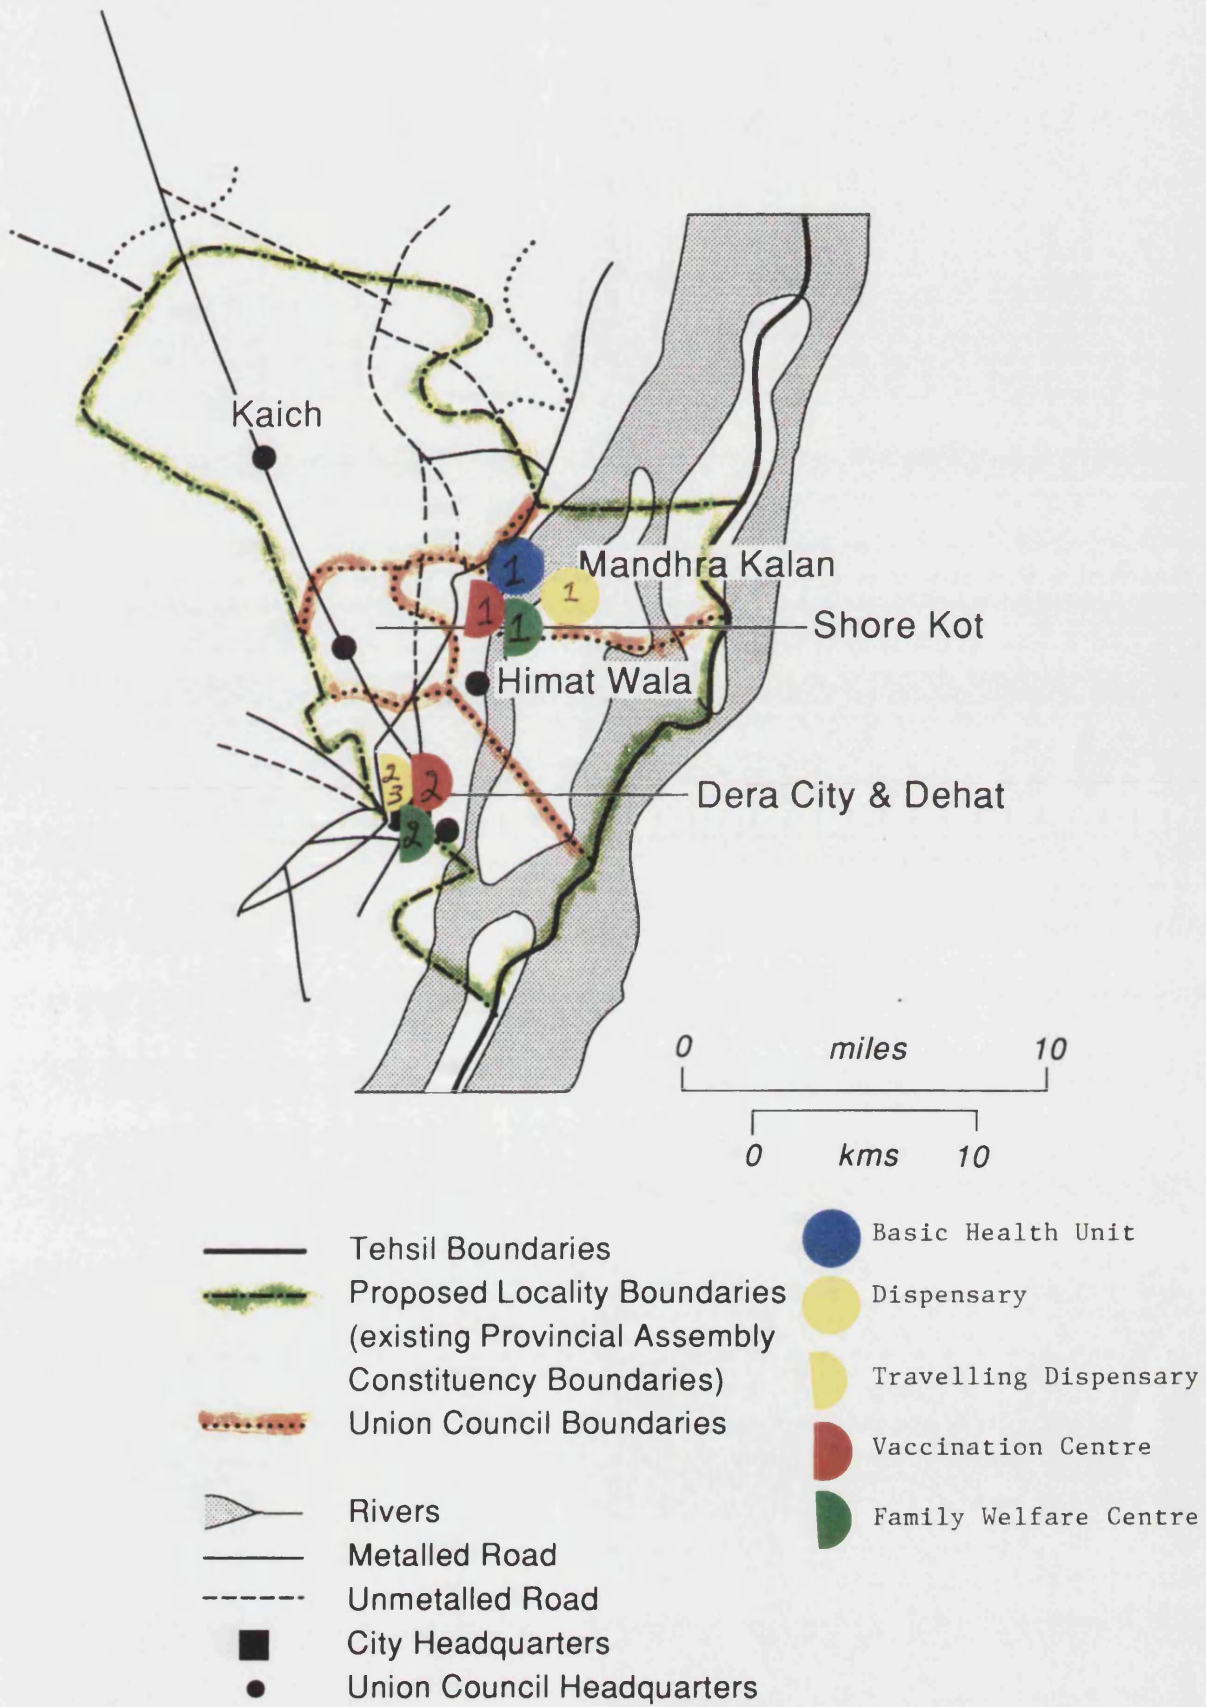 Kaich
1
Mandhra Kalan
1
1
1
Shore Kot
Himat Wala
2
3
2
Dera City & Dehat
2
0 miles 10
0 kms 10
Tehsil Boundaries
Proposed Locality Boundaries
(existing Provincial Assembly
Constituency Boundaries)
Union Council Boundaries
Rivers
Metalled Road
Unmetalled Road
City Headquarters
Union Council Headquarters
Basic Health Unit
Dispensary
Travelling Dispensary
Vaccination Centre
Family Welfare Centre